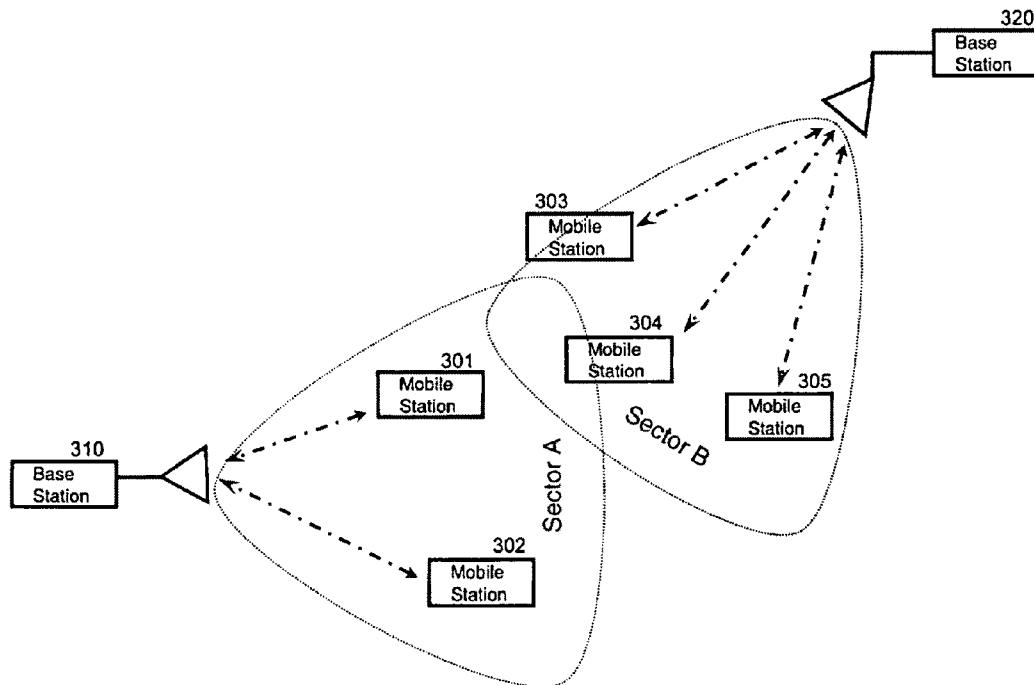 320
Base
Station
303
Mobile
Station
304
Mobile
Station
301
Mobile
Station
305
Mobile
Station
Sector B
Sector A
310
Base
Station
302
Mobile
Station